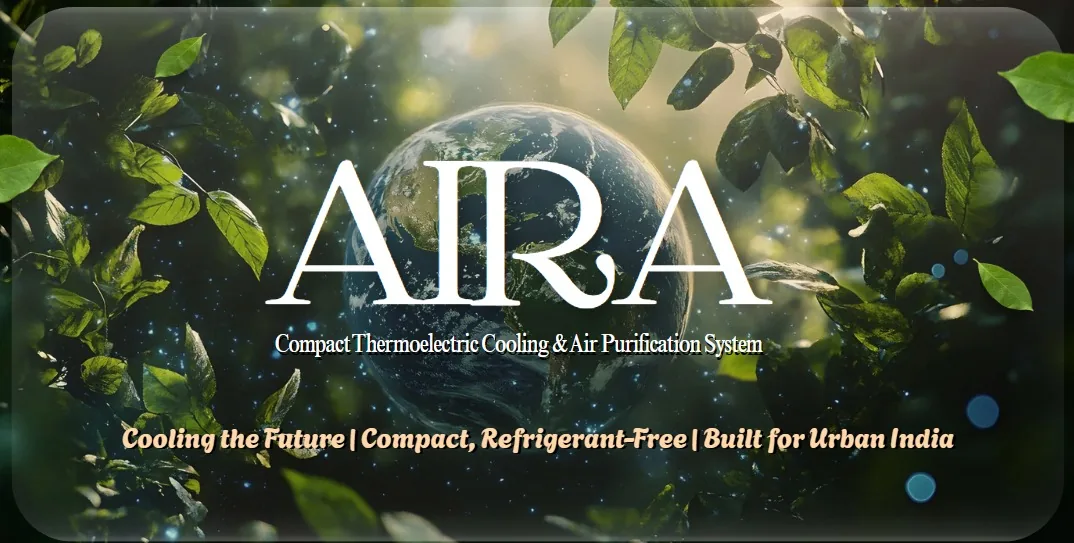 AIRA
Compact Thermoelectric Cooling & Air Purification System
Cooling the Future | Compact, Refrigerant-Free | Built for Urban India